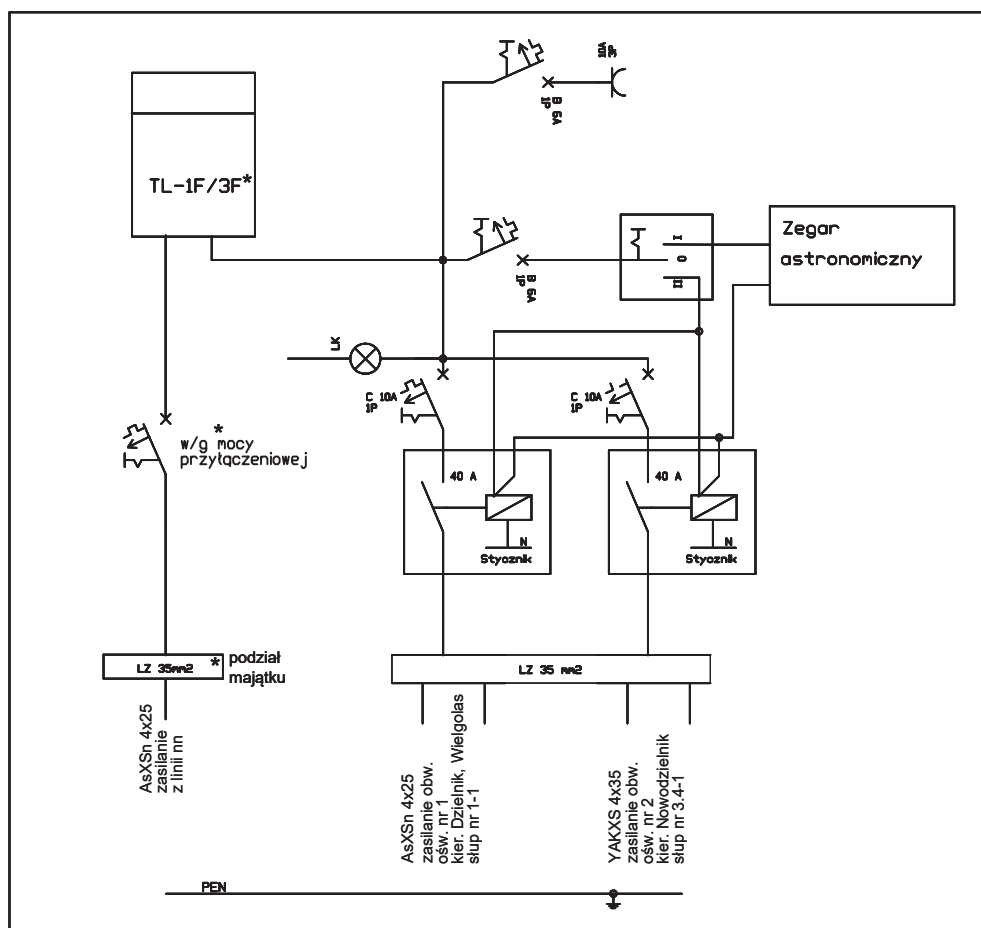 10A
3P
B 6A
1P
TL-1F/3F*
B 6A
1P
I
0
II
Zegar
astronomiczny
LK
C 10A
1P
C 10A
1P
*
w/g mocy
przyłączeniowej
40 A
N
Stycznik
40 A
N
Stycznik
LZ 35mm2 *
podział
majątku
LZ 35 mm2
AsXSn 4x25
zasilanie
z linii nn
AsXSn 4x25
zasilanie obw.
ośw. nr 1
kier. Dzielnik, Wielgolas
słup nr 1-1
YAKXS 4x35
zasilanie obw.
ośw. nr 2
kier. Nowodzielnik
słup nr 3.4-1
PEN